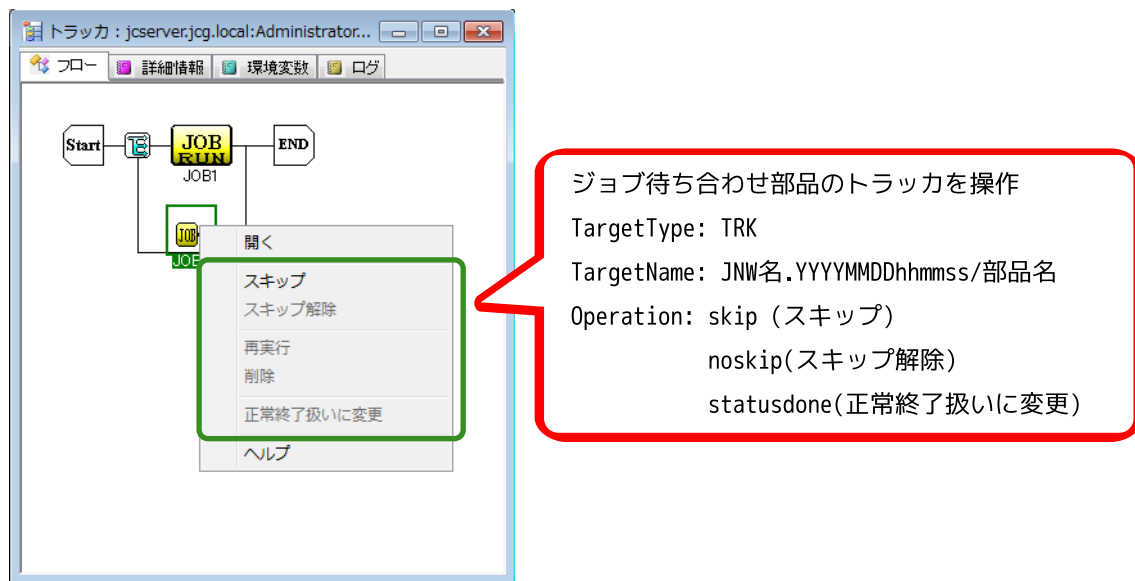 トラッカ : jcserver.jcg.local:Administrator...
フロー 詳細情報 環境変数 ログ
Start
JOB
RUN
END
JOB1
JOB
JOB
開く
スキップ
スキップ解除
再実行
削除
正常終了扱いに変更
ヘルプ
ジョブ待ち合わせ部品のトラッカを操作
TargetType: TRK
TargetName: JNW名.YYYYMMDDhhmmss/部品名
Operation: skip (スキップ)
noskip(スキップ解除)
statusdone(正常終了扱いに変更)